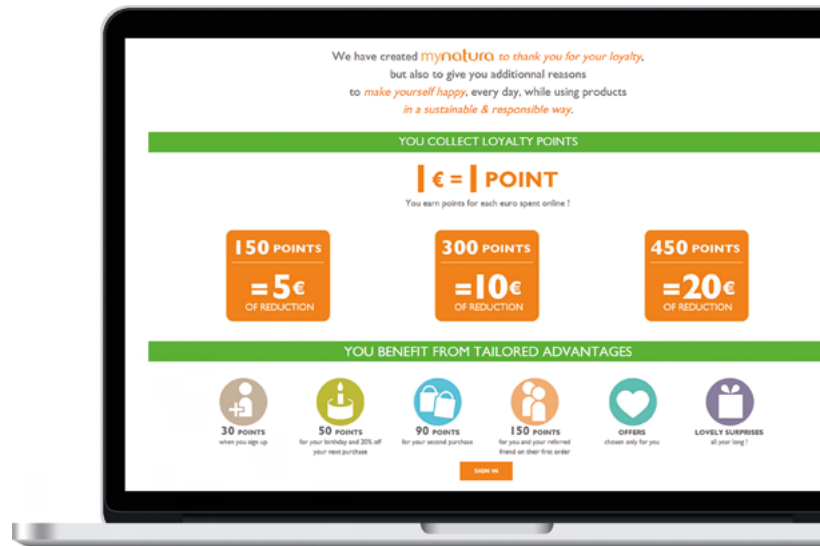 We have created mynatura to thank you for your loyalty,
but also to give you additionnal reasons
to make yourself happy, every day, while using products
in a sustainable & responsible way.
YOU COLLECT LOYALTY POINTS
1 € = 1 POINT
You earn points for each euro spent online !
150 POINTS
= 5€
OF REDUCTION
300 POINTS
=10€
OF REDUCTION
450 POINTS
=20€
OF REDUCTION
YOU BENEFIT FROM TAILORED ADVANTAGES
30 POINTS
when you sign up
50 POINTS
for your birthday and 20% off
your next purchase
90 POINTS
for your second purchase
150 POINTS
for you and your referred
friend on their first order
OFFERS
chosen only for you
LOVELY SURPRISES
all year long !
SIGN IN